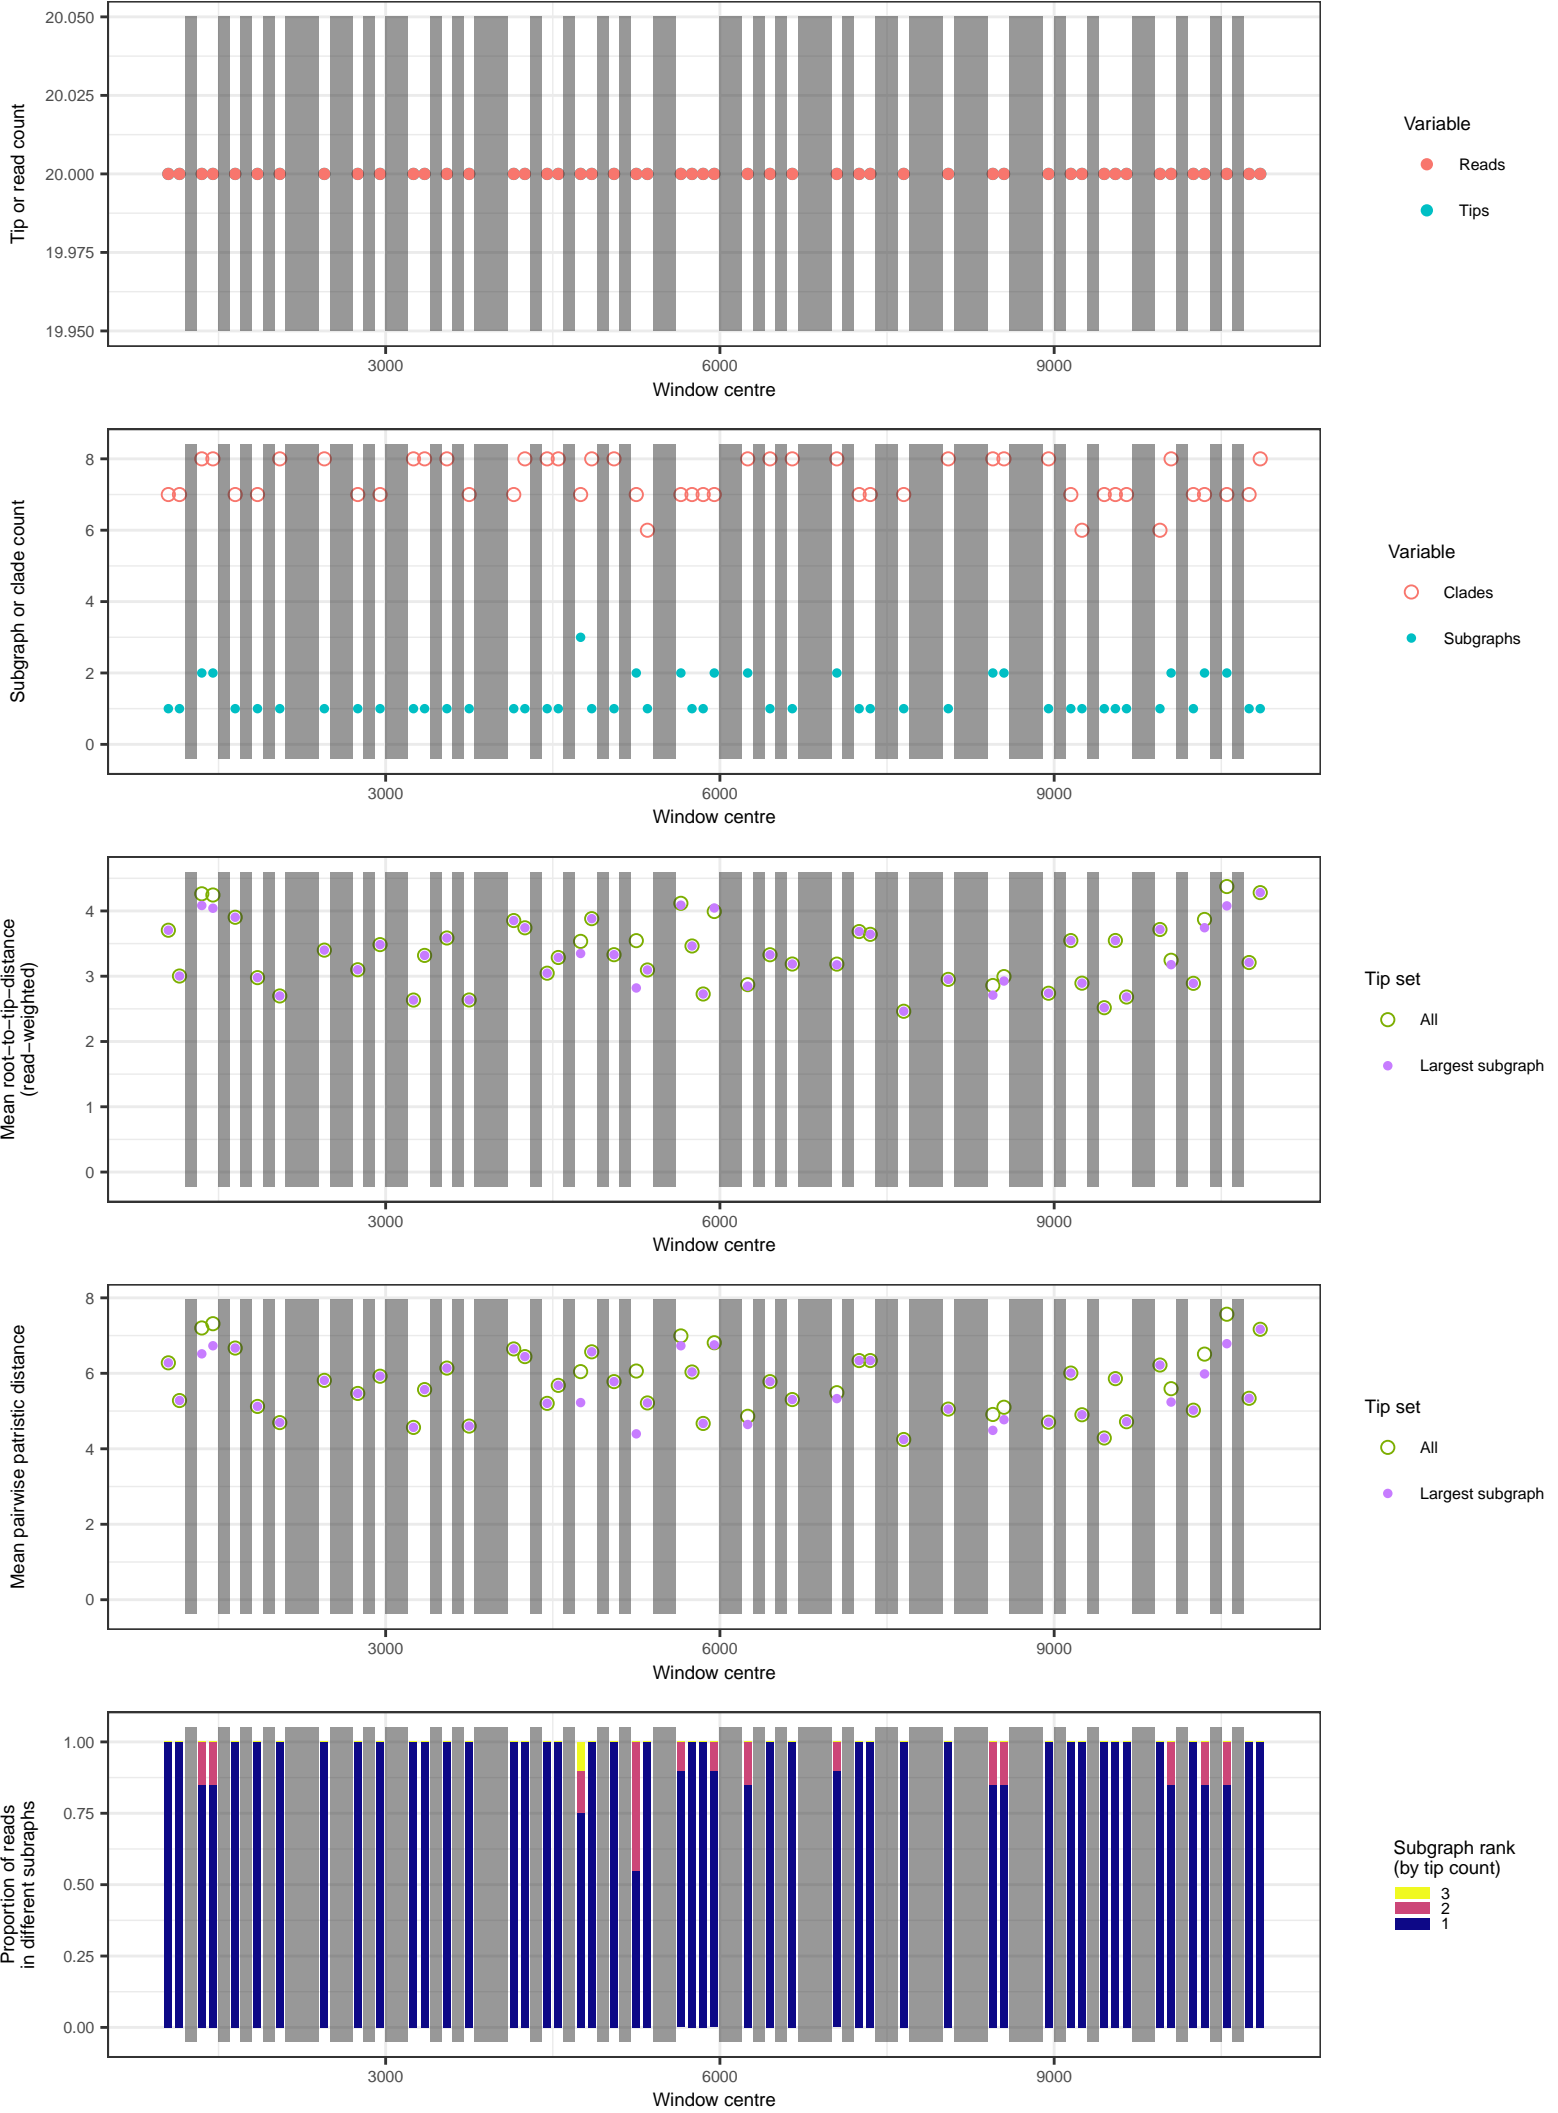 20.050
20.025
20.000
19.975
19.950
Tip or read count
3000
6000
9000
Window centre
Variable
Reads
Tips
8
6
4
2
0
Subgraph or clade count
3000
6000
9000
Window centre
Variable
Clades
Subgraphs
4
3
2
1
0
Mean root−to−tip−distance
(read−weighted)
3000
6000
9000
Window centre
Tip set
All
Largest subgraph
8
6
4
2
0
Mean pairwise patristic distance
3000
6000
9000
Window centre
Tip set
All
Largest subgraph
1.00
0.75
0.50
0.25
0.00
Proportion of reads
in different subraphs
3000
6000
9000
Window centre
Subgraph rank
(by tip count)
3
2
1